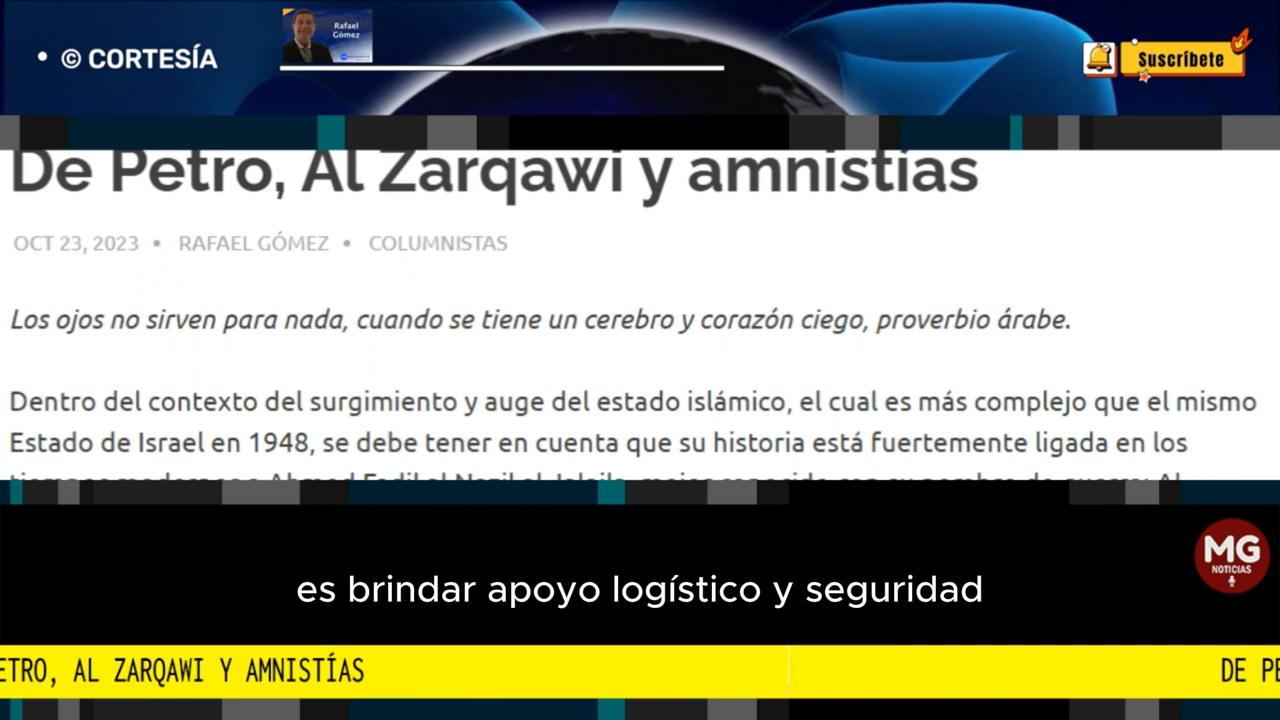 • © CORTESÍA
Rafael
Gómez
Suscríbete
De Petro, Al Zarqawi y amnistías
OCT 23, 2023 • RAFAEL GÓMEZ • COLUMNISTAS
Los ojos no sirven para nada, cuando se tiene un cerebro y corazón ciego, proverbio árabe.
Dentro del contexto del surgimiento y auge del estado islámico, el cual es más complejo que el mismo
Estado de Israel en 1948, se debe tener en cuenta que su historia está fuertemente ligada en los
MG
NOTICIAS
es brindar apoyo logístico y seguridad
ETRO, AL ZARQAWI Y AMNISTÍAS
DE PE